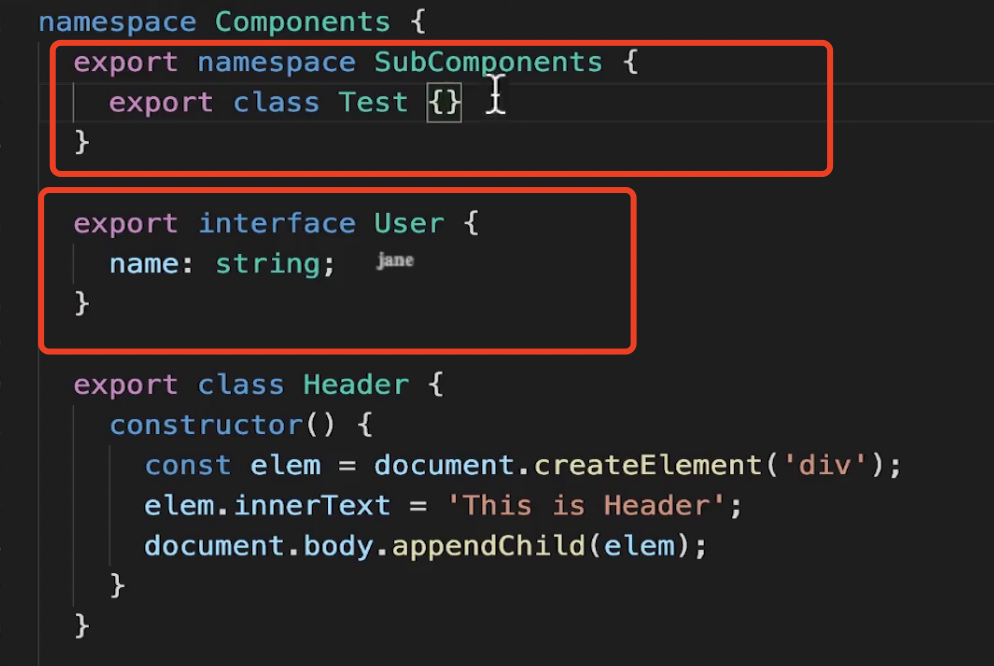 namespace Components {
  export namespace SubComponents {
    export class Test {}
  }

  export interface User {
    name: string; jane
  }

  export class Header {
    constructor() {
      const elem = document.createElement('div');
      elem.innerText = 'This is Header';
      document.body.appendChild(elem);
    }
  }